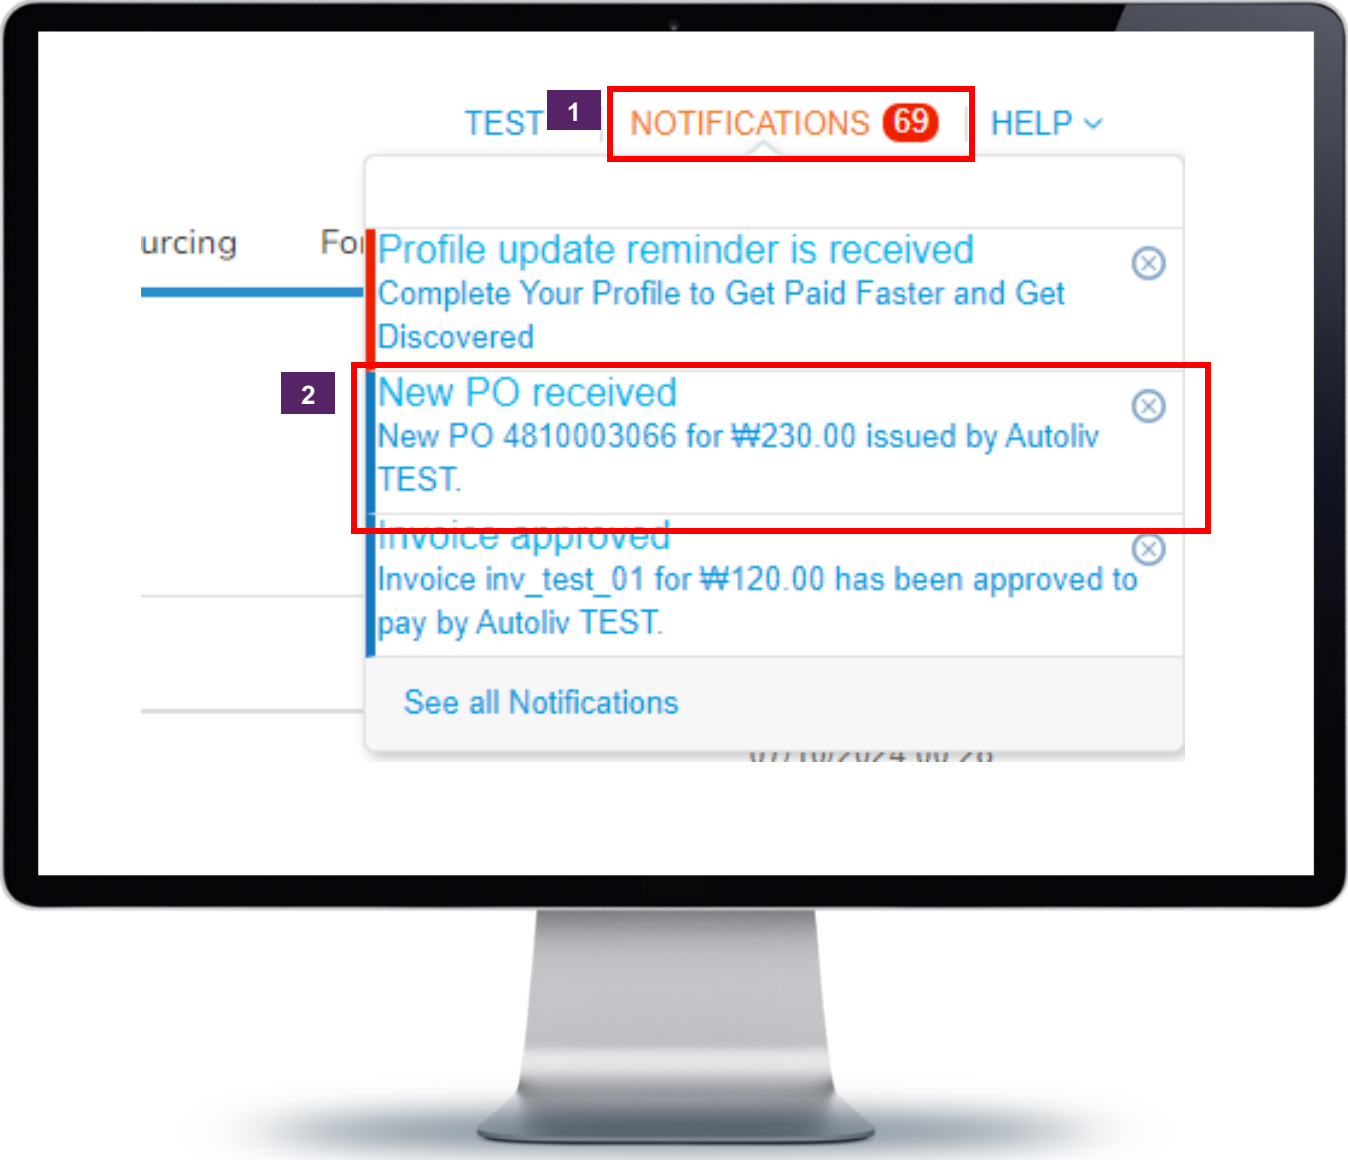 TEST 1 NOTIFICATIONS 69 HELP
urcing For
Profile update reminder is received
Complete Your Profile to Get Paid Faster and Get
Discovered
2
New PO received
New PO 4810003066 for ₩230.00 issued by Autoliv
TEST.
Invoice approved
Invoice inv_test_01 for ₩120.00 has been approved to
pay by Autoliv TEST.
See all Notifications